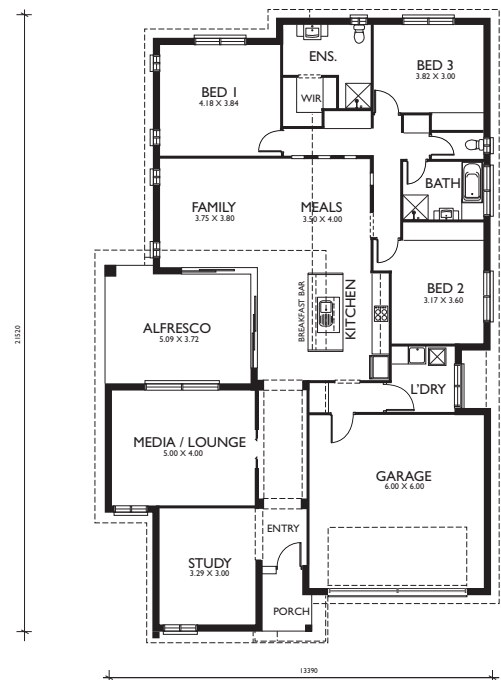 ENS.
BED 3
3.82 X 3.00
BED 1
4.18 X 3.84
WIR
BATH
FAMILY
3.75 X 3.80
MEALS
3.50 X 4.00
BED 2
3.17 X 3.60
BREAKFAST BAR
KITCHEN
ALFRESCO
5.09 X 3.72
21520
L'DRY
MEDIA / LOUNGE
5.00 X 4.00
GARAGE
6.00 X 6.00
ENTRY
STUDY
3.29 X 3.00
PORCH
13390